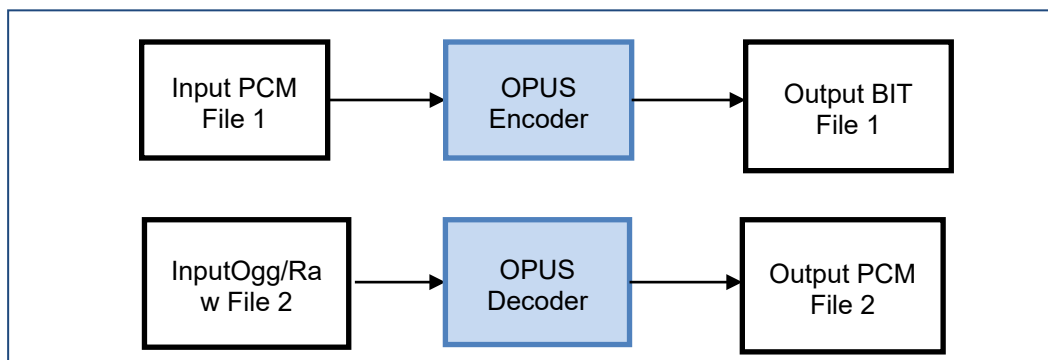 Input PCM
File 1
OPUS
Encoder
Output BIT
File 1
InputOgg/Ra
w File 2
OPUS
Decoder
Output PCM
File 2